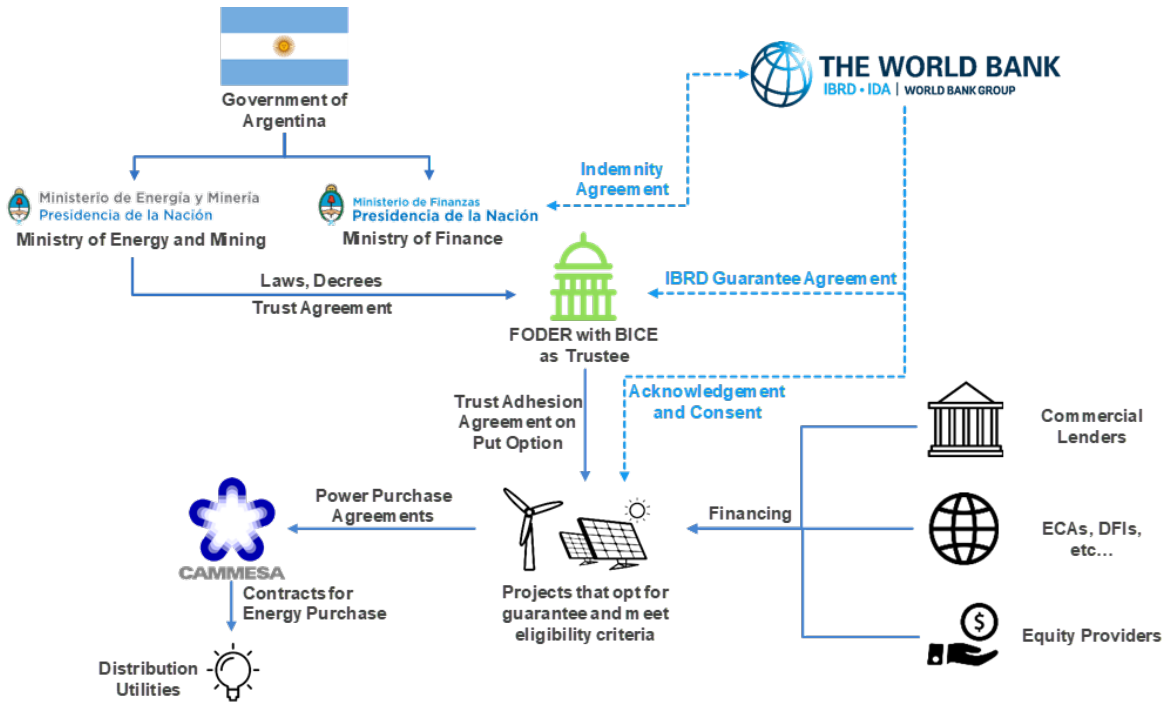 Government of
Argentina
THE WORLD BANK
IBRD • IDA | WORLD BANK GROUP
Indemnity
Agreement
Ministerio de Energía y Minería
Presidencia de la Nación
Ministry of Energy and Mining
Ministerio de Finanzas
Presidencia de la Nación
Ministry of Finance
Laws, Decrees
Trust Agreement
IBRD Guarantee Agreement
FODER with BICE
as Trustee
Trust Adhesion
Agreement on
Put Option
Acknowledgement
and Consent
Commercial
Lenders
Power Purchase
Agreements
Financing
ECAs, DFIs,
etc...
CAMMESA
Contracts for
Energy Purchase
Projects that opt for
guarantee and meet
eligibility criteria
$
Equity Providers
Distribution
Utilities